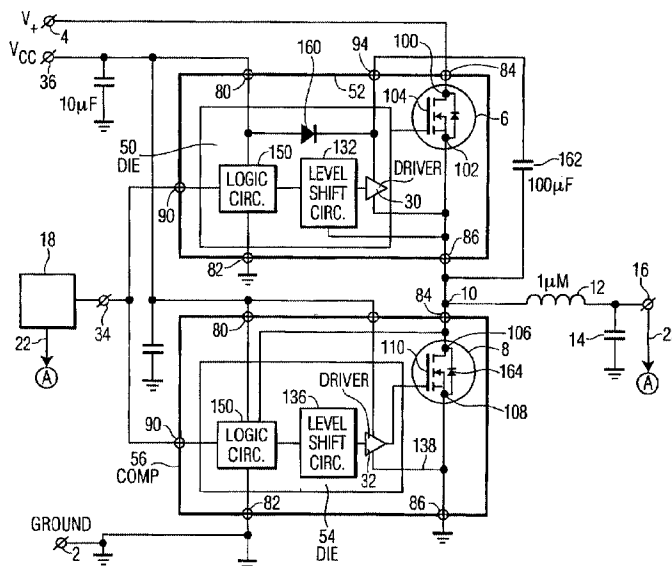 V+
4
VCC
36
10µF
80
160
52
94
100
84
104
6
50
DIE
150
132
102
LOGIC
CIRC.
LEVEL
SHIFT
CIRC.
DRIVER
30
162
100µF
90
82
86
18
34
22
A
84
10
1µM
12
16
2
14
A
80
106
8
110
164
DRIVER
150
136
LOGIC
CIRC.
LEVEL
SHIFT
CIRC.
108
90
32
138
56
COMP
82
54
DIE
86
GROUND
2